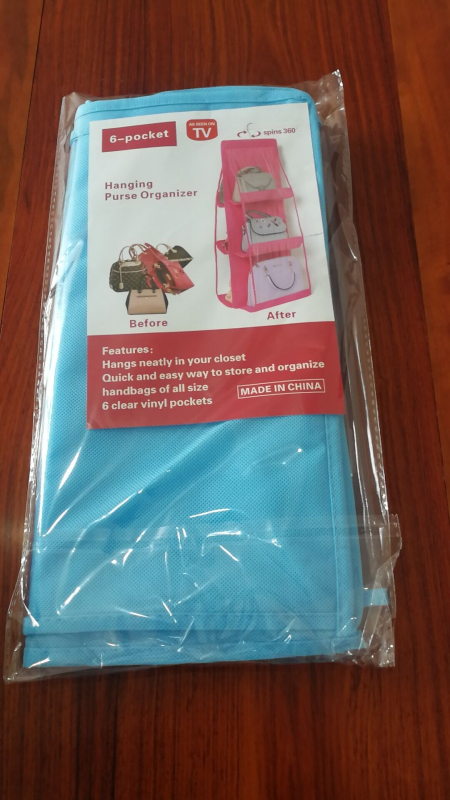 6-pocket
AS SEEN ON
TV
spins 360°
Hanging
Purse Organizer
Before
After
Features:
Hangs neatly in your closet
Quick and easy way to store and organize
handbags of all size
6 clear vinyl pockets
MADE IN CHINA